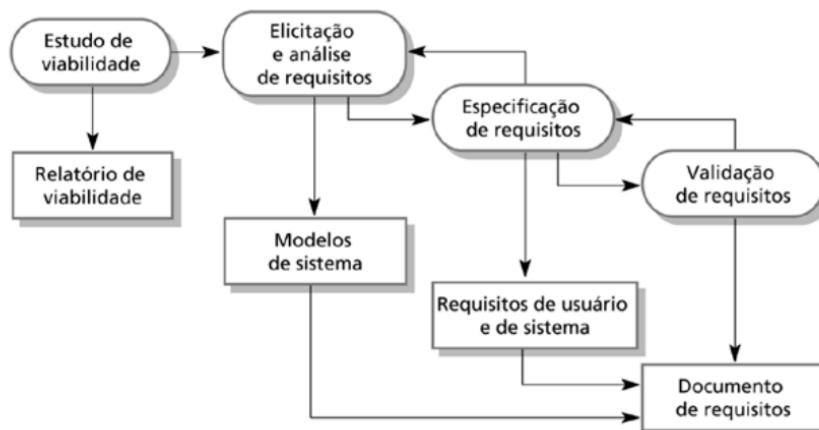 Estudo de
viabilidade
Elicitação
e análise
de requisitos
Especificação
de requisitos
Validação
de requisitos
Relatório de
viabilidade
Modelos
de sistema
Requisitos de usuário
e de sistema
Documento
de requisitos